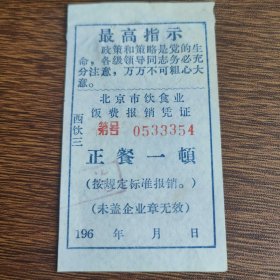 最高指示
政策和策略是党的生
命，各级领导同志务必充
分注意，万万不可粗心大
意。
北京市饮食业
饭费报销凭证
西饮三
第号 0533354
正餐一顿
（按规定标准报销。）
（未盖企业章无效）
196 年 月 日